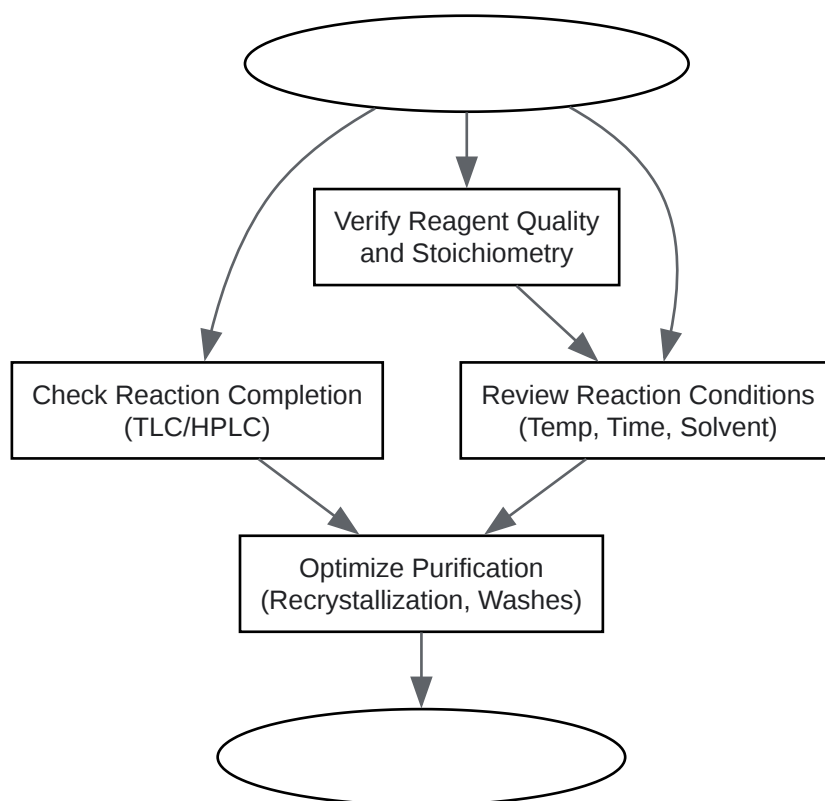 Verify Reagent Quality
and Stoichiometry
Check Reaction Completion
(TLC/HPLC)
Review Reaction Conditions
(Temp, Time, Solvent)
Optimize Purification
(Recrystallization, Washes)